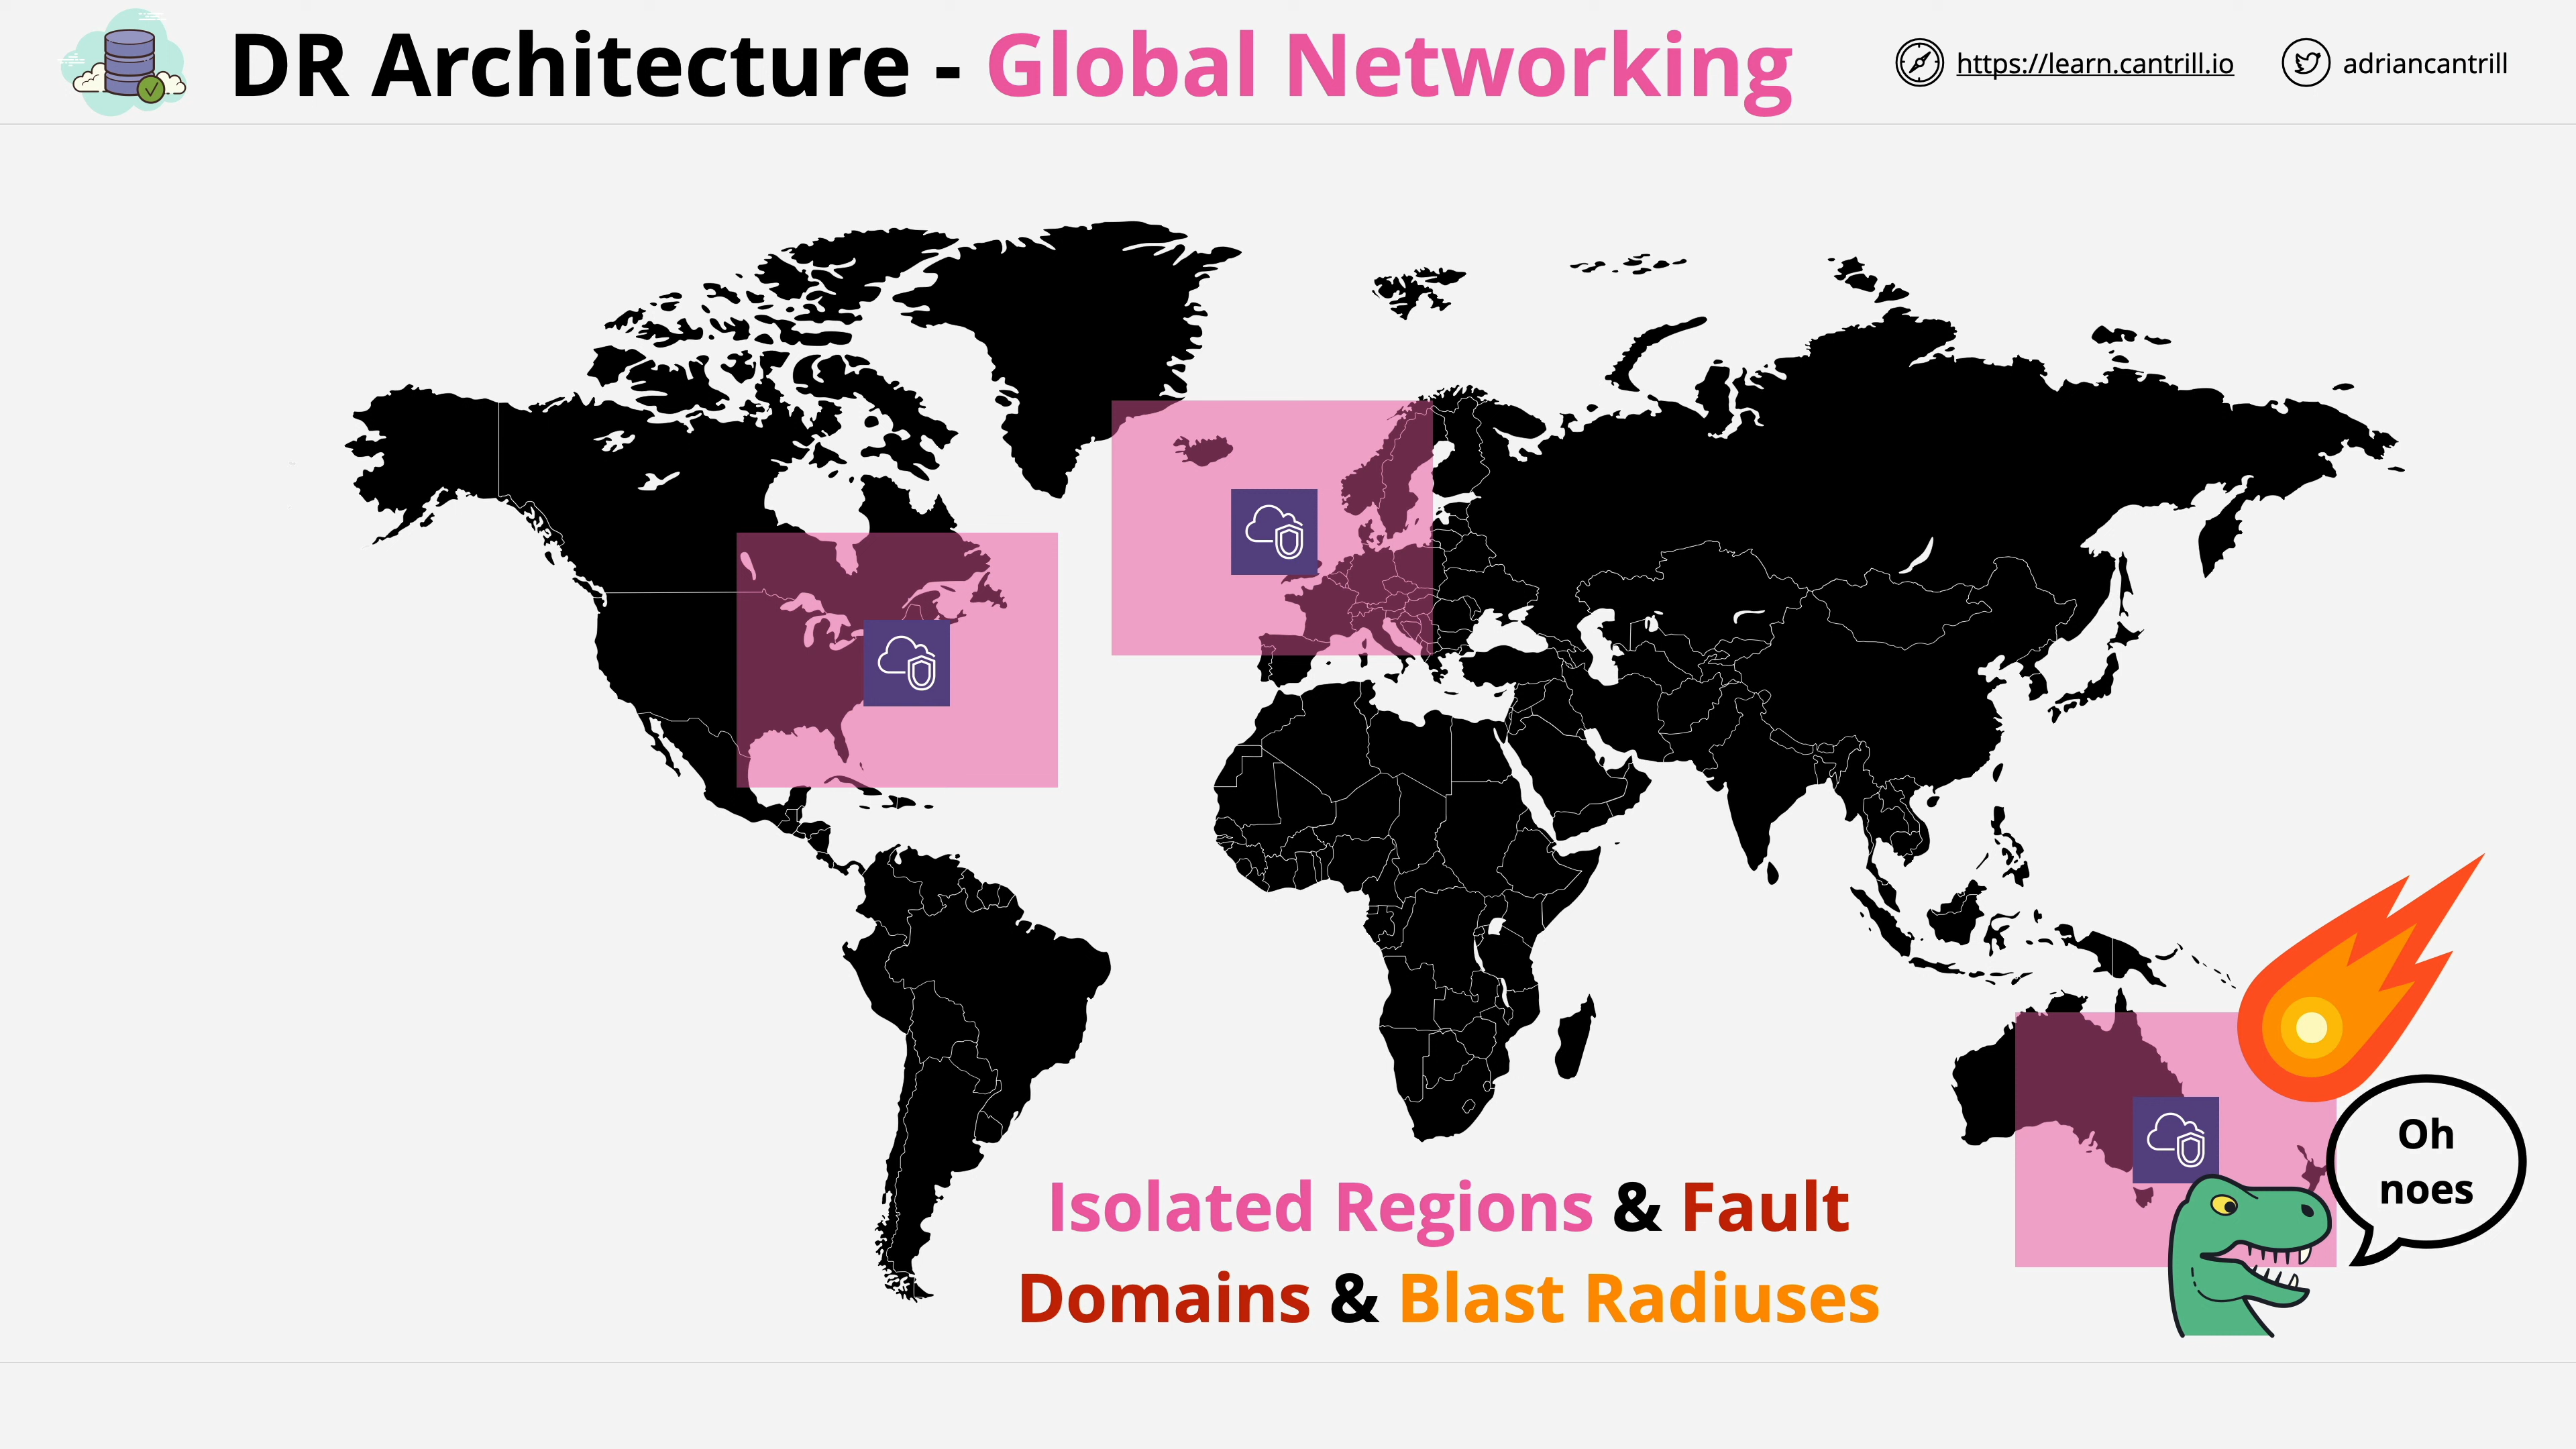 DR Architecture - Global Networking
https://learn.cantrill.io
adriancantrill
Oh
noes
Isolated Regions & Fault
Domains & Blast Radiuses